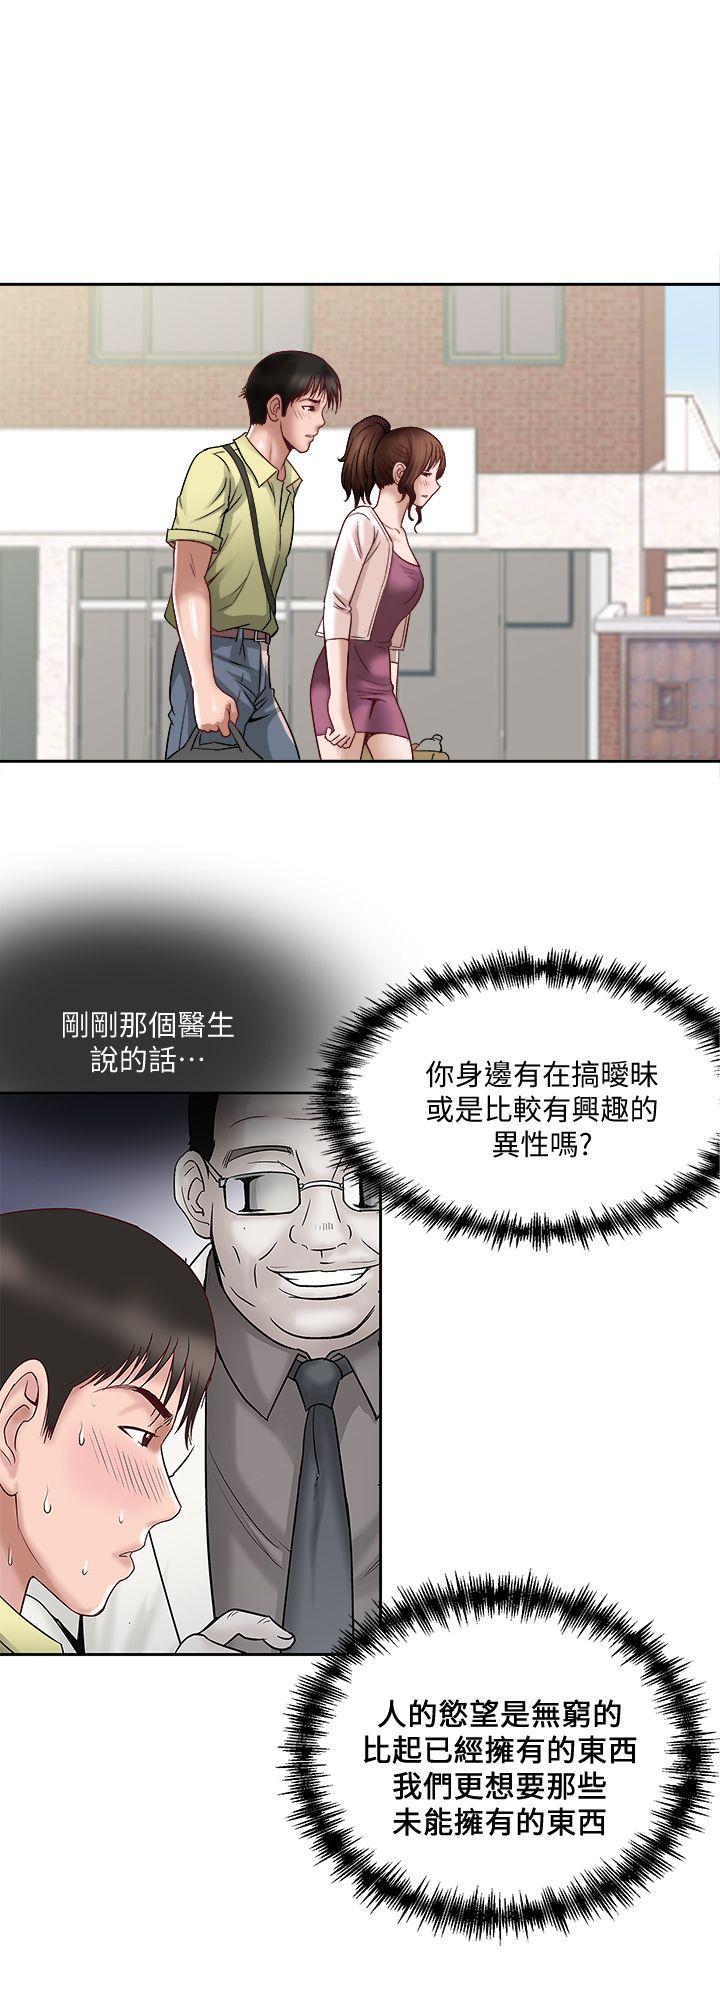 剛剛那個醫生
說的話…
你身邊有在搞曖昧
或是比較有興趣的
異性嗎?
人的慾望是無窮的
比起已經擁有的東西
我們更想要那些
未能擁有的東西